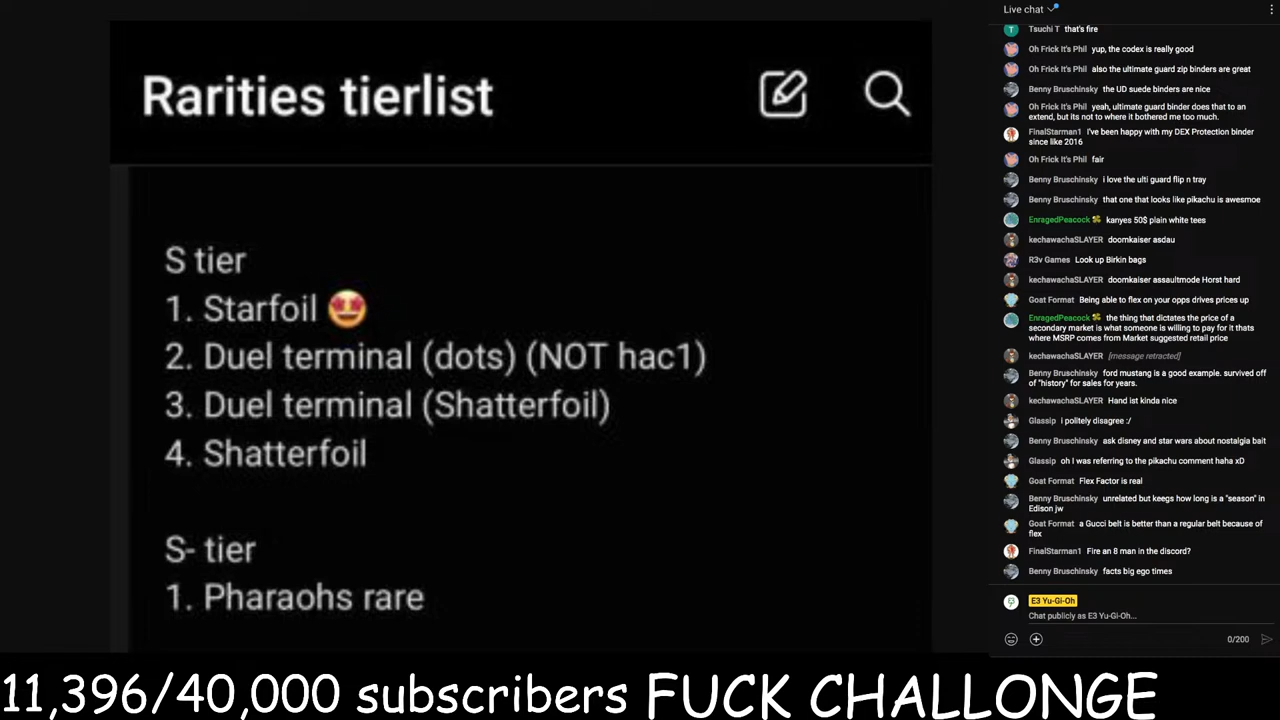 Rarities tierlist
S tier
1. Starfoil 🤩
2. Duel terminal (dots) (NOT hac1)
3. Duel terminal (Shatterfoil)
4. Shatterfoil
S- tier
1. Pharaohs rare
Live chat
T Tsuchi T that's fire
Oh Frick It's Phil yup, the codex is really good
Oh Frick It's Phil also the ultimate guard zip binders are great
Benny Bruschinsky the UD suede binders are nice
Oh Frick It's Phil yeah, ultimate guard binder does that to an
extend, but its not to where it bothered me too much.
FinalStarman1 I've been happy with my DEX Protection binder
since like 2016
Oh Frick It's Phil fair
Benny Bruschinsky i love the ulti guard flip n tray
Benny Bruschinsky that one that looks like pikachu is awesmoe
EnragedPeacock kanyes 50$ plain white tees
kechawachaSLAYER doomkaiser asdau
R3v Games Look up Birkin bags
kechawachaSLAYER doomkaiser assaultmode Horst hard
Goat Format Being able to flex on your opps drives prices up
EnragedPeacock the thing that dictates the price of a
secondary market is what someone is willing to pay for it thats
where MSRP comes from Market suggested retail price
kechawachaSLAYER [message retracted]
Benny Bruschinsky ford mustang is a good example. survived off
of "history" for sales for years.
kechawachaSLAYER Hand ist kinda nice
Glassip i politely disagree :/
Benny Bruschinsky ask disney and star wars about nostalgia bait
Glassip oh I was referring to the pikachu comment haha xD
Goat Format Flex Factor is real
Benny Bruschinsky unrelated but keegs how long is a "season" in
Edison jw
Goat Format a Gucci belt is better than a regular belt because of
flex
FinalStarman1 Fire an 8 man in the discord?
Benny Bruschinsky facts big ego times
E3 Yu-Gi-Oh
Chat publicly as E3 Yu-Gi-Oh...
0/200
11,396/40,000 subscribers FUCK CHALLONGE